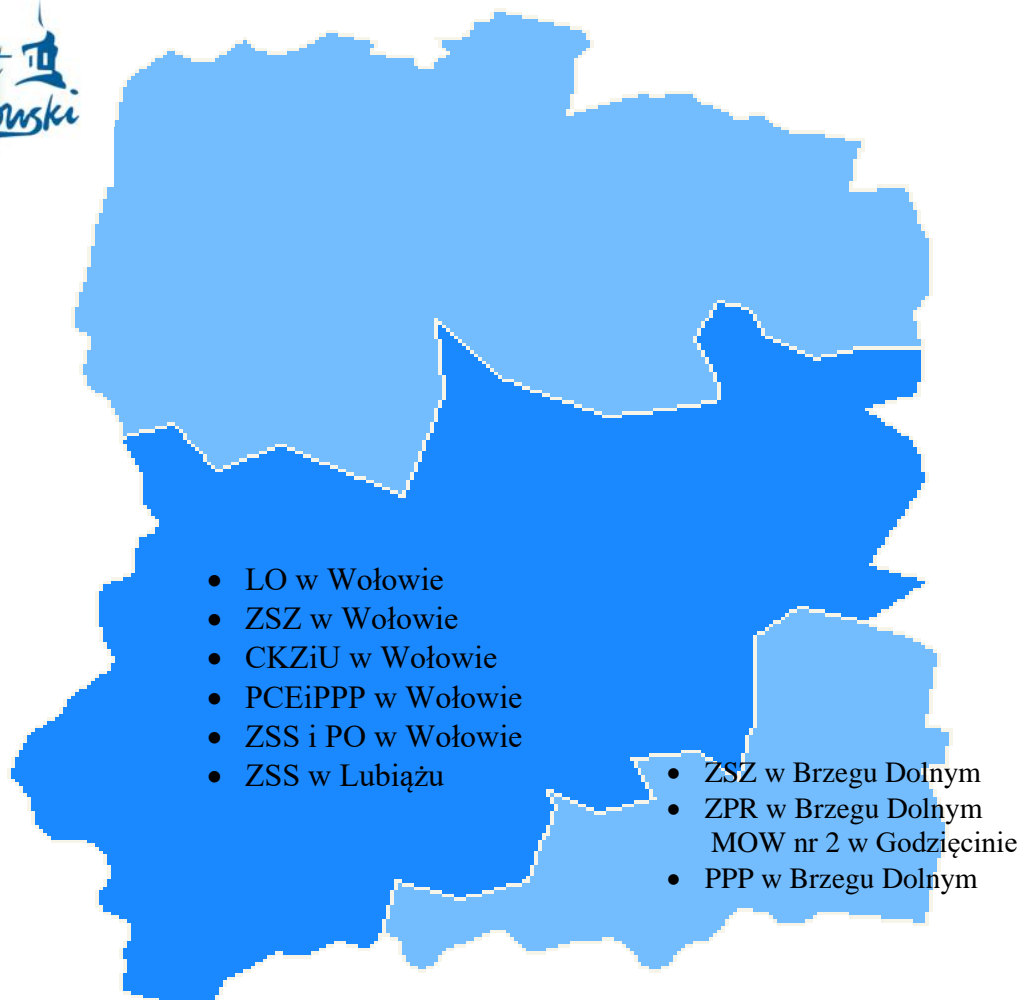 • LO w Wołowie
• ZSZ w Wołowie
• CKZiU w Wołowie
• PCEiPPP w Wołowie
• ZSS i PO w Wołowie
• ZSS w Lubiążu
• ZSZ w Brzegu Dolnym
• ZPR w Brzegu Dolnym
MOW nr 2 w Godzięcinie
• PPP w Brzegu Dolnym